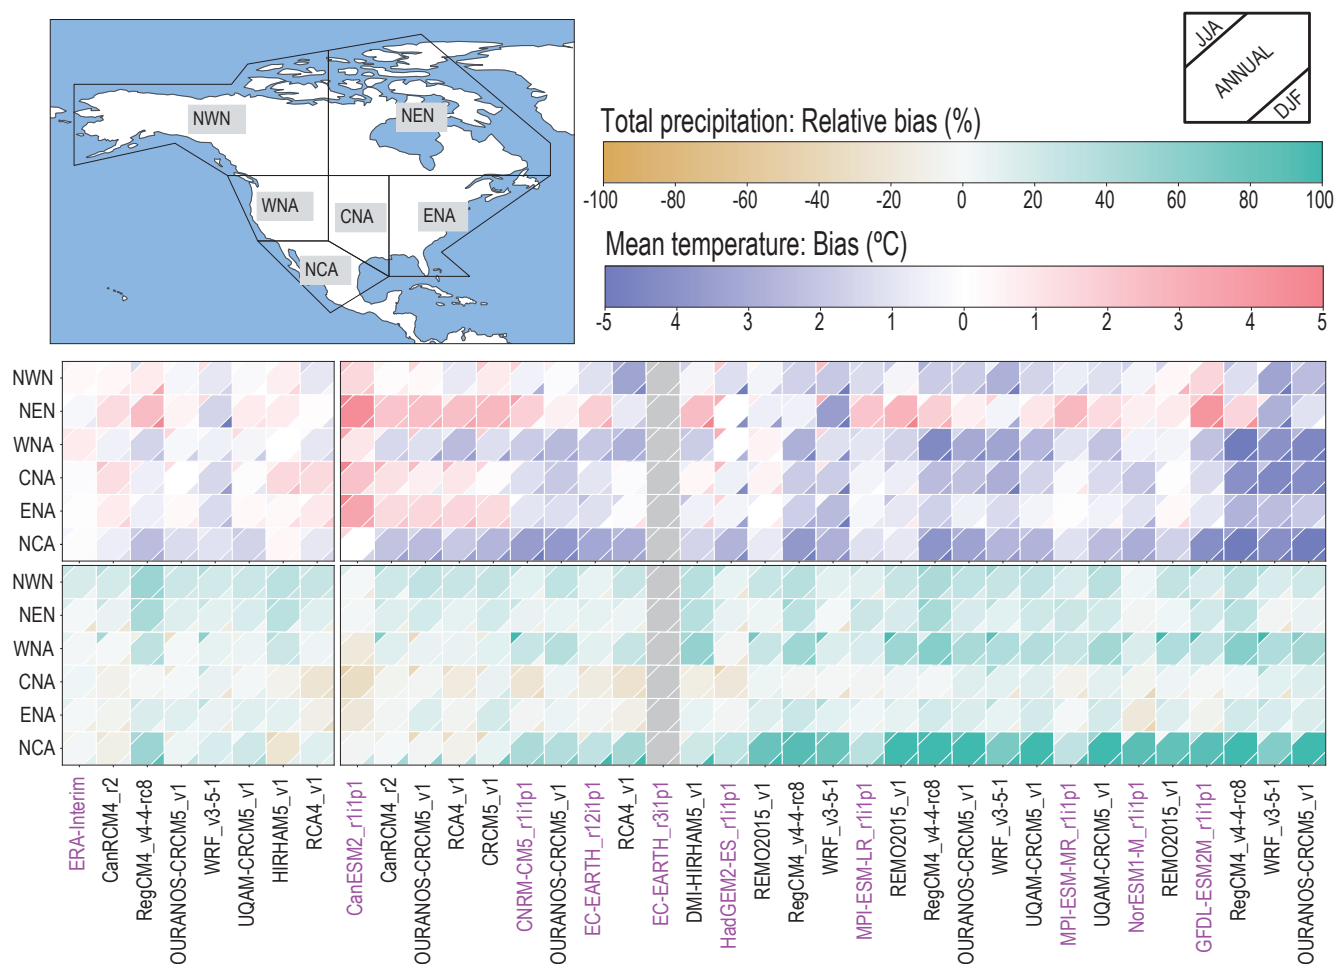 NWN
NEN
WNA
CNA
ENA
NCA
JJA
ANNUAL
DJF
Total precipitation: Relative bias (%)
-100 -80 -60 -40 -20 0 20 40 60 80 100
Mean temperature: Bias (ºC)
-5 4 3 2 1 0 1 2 3 4 5
NWN
NEN
WNA
CNA
ENA
NCA
NWN
NEN
WNA
CNA
ENA
NCA
ERA-Interim
CanRCM4_r2
RegCM4_v4-4-rc8
OURANOS-CRCM5_v1
WRF_v3-5-1
UQAM-CRCM5_v1
HIRHAM5_v1
RCA4_v1
CanESM2_r1i1p1
CanRCM4_r2
OURANOS-CRCM5_v1
RCA4_v1
CRCM5_v1
CNRM-CM5_r1i1p1
OURANOS-CRCM5_v1
EC-EARTH_r12i1p1
RCA4_v1
EC-EARTH_r3i1p1
DMI-HIRHAM5_v1
HadGEM2-ES_r1i1p1
REMO2015_v1
RegCM4_v4-4-rc8
WRF_v3-5-1
MPI-ESM-LR_r1i1p1
REMO2015_v1
RegCM4_v4-4-rc8
OURANOS-CRCM5_v1
WRF_v3-5-1
UQAM-CRCM5_v1
MPI-ESM-MR_r1i1p1
UQAM-CRCM5_v1
NorESM1-M_r1i1p1
REMO2015_v1
GFDL-ESM2M_r1i1p1
RegCM4_v4-4-rc8
WRF_v3-5-1
OURANOS-CRCM5_v1